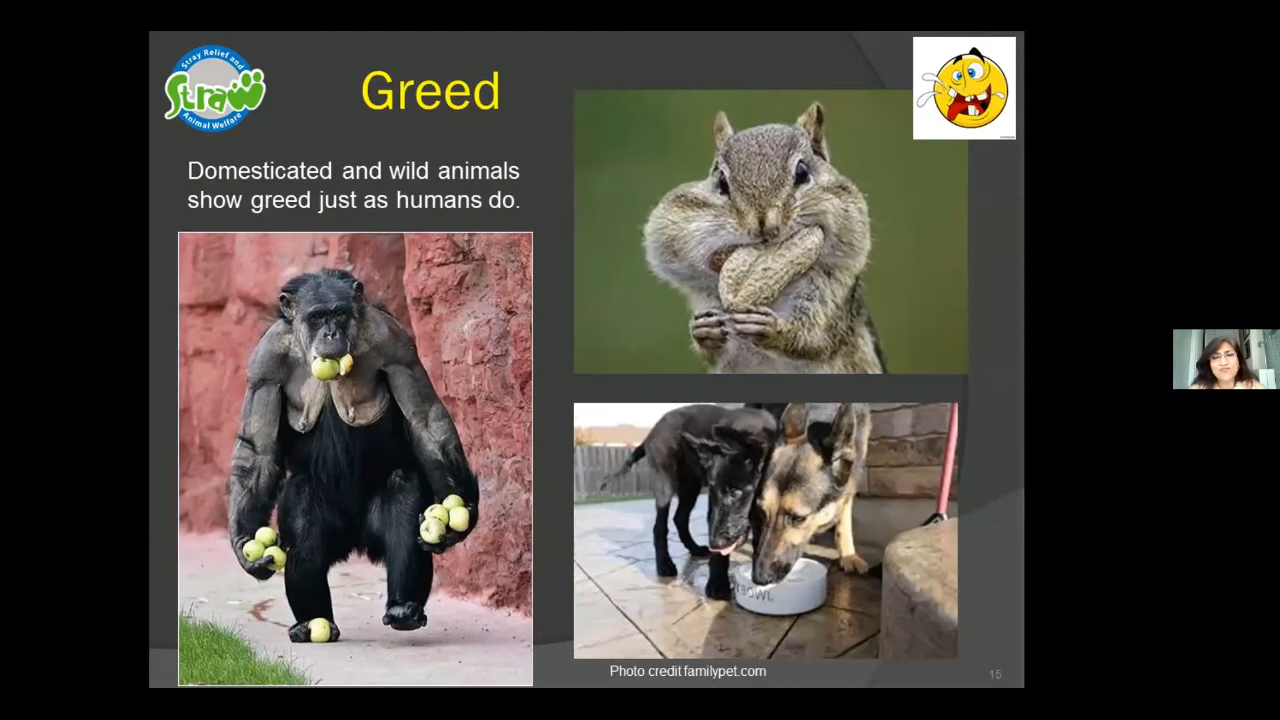 Stray Relief and
Straw
Animal Welfare
Greed
Domesticated and wild animals
show greed just as humans do.
BOWL
Photo credit familypet.com
15